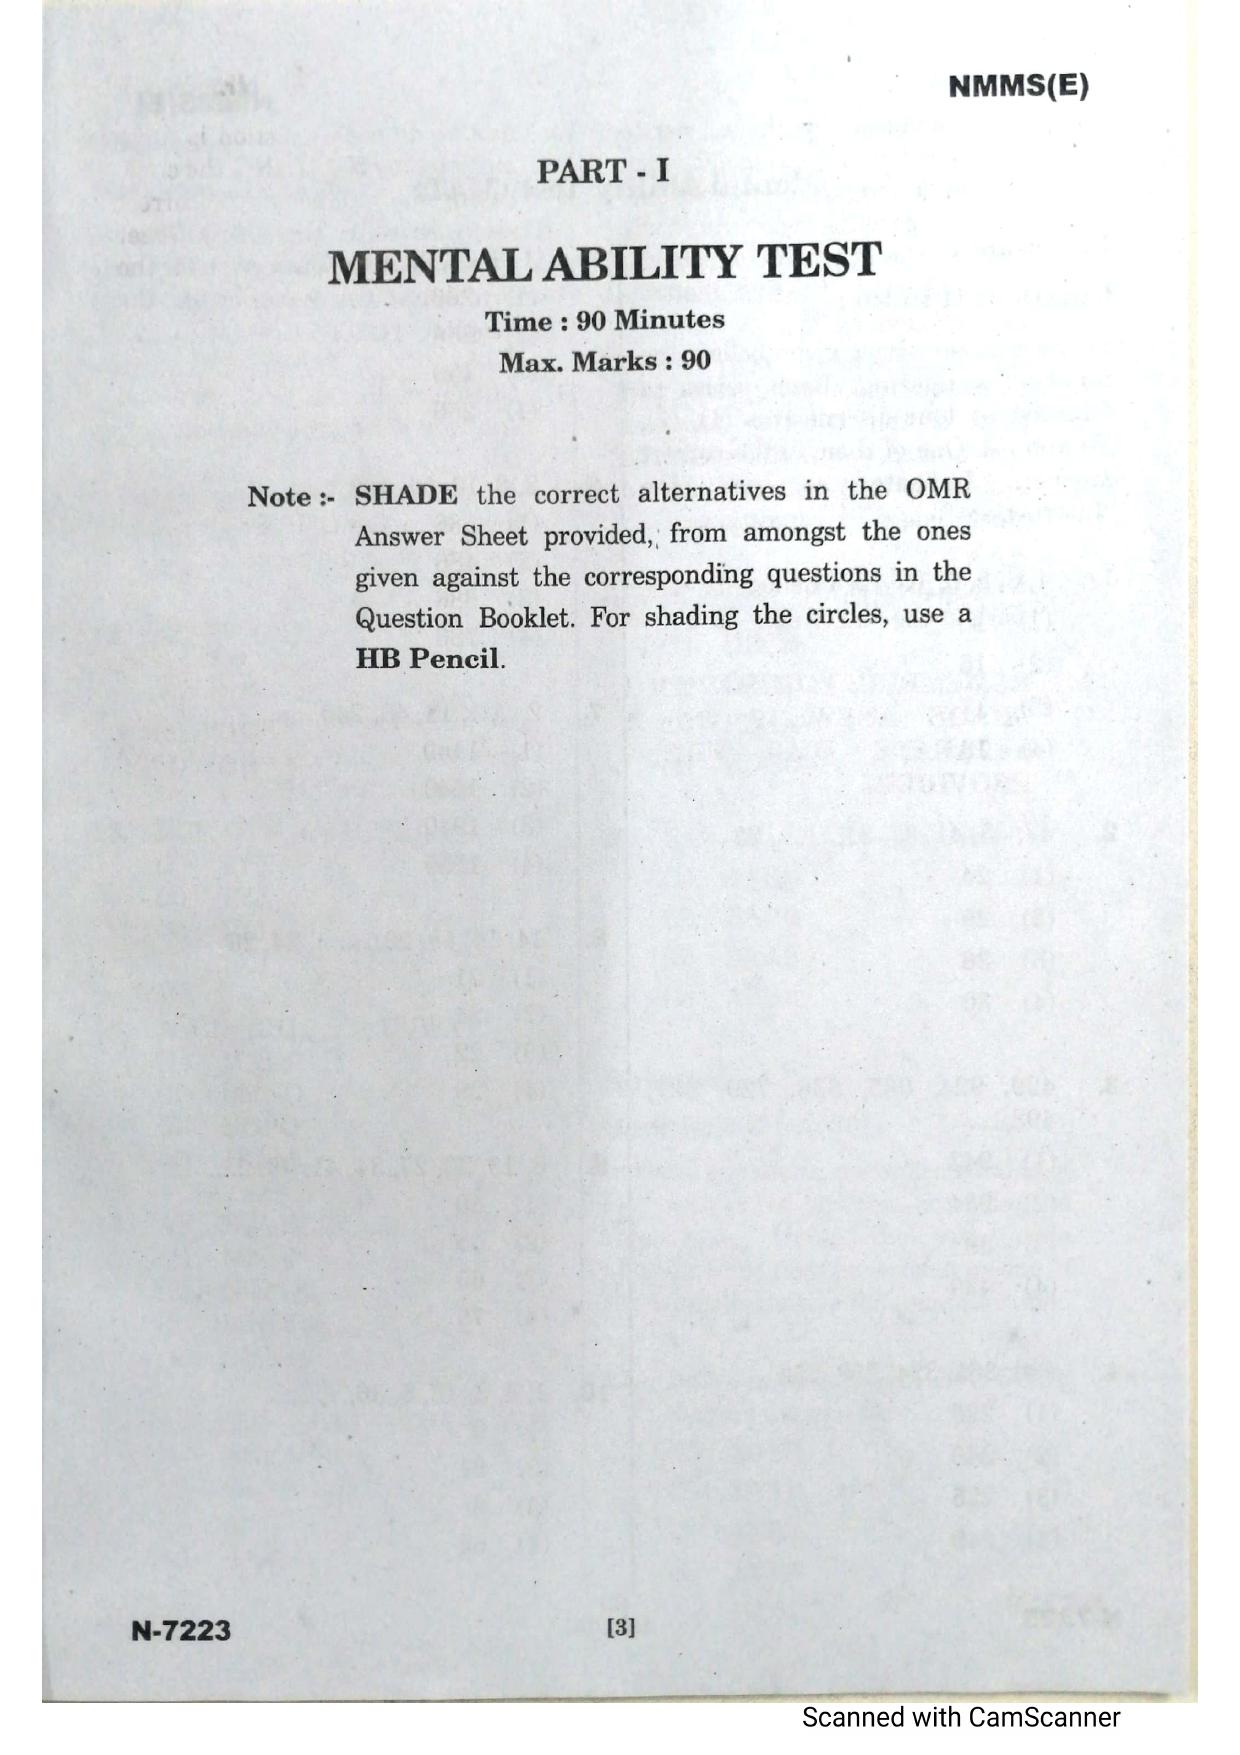 NMMS(E)
PART - I
MENTAL ABILITY TEST
Time : 90 Minutes
Max. Marks : 90
Note :- SHADE the correct alternatives in the OMR
Answer Sheet provided, from amongst the ones
given against the corresponding questions in the
Question Booklet. For shading the circles, use a
HB Pencil.
N-7223
[3]
Scanned with CamScanner